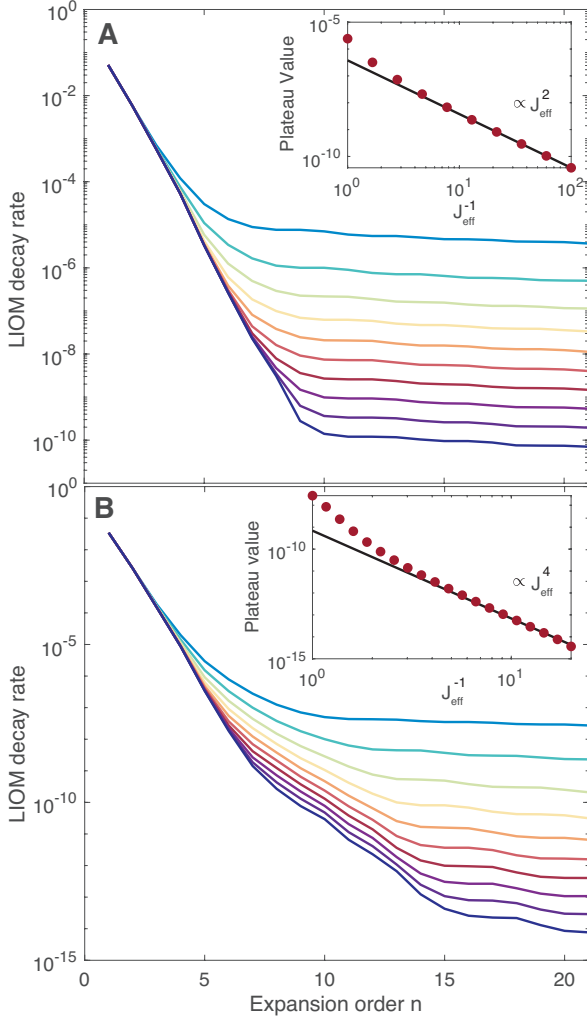 A
10^0
10^-2
10^-4
10^-6
10^-8
10^-10
LIOM decay rate
10^-5
10^-10
Plateau Value
∝ J_eff^2
10^0
10^1
10^2
J_eff^-1
B
10^0
10^-5
10^-10
10^-15
LIOM decay rate
10^-10
10^-15
Plateau value
∝ J_eff^4
10^0
10^1
J_eff^-1
0
5
10
15
20
Expansion order n